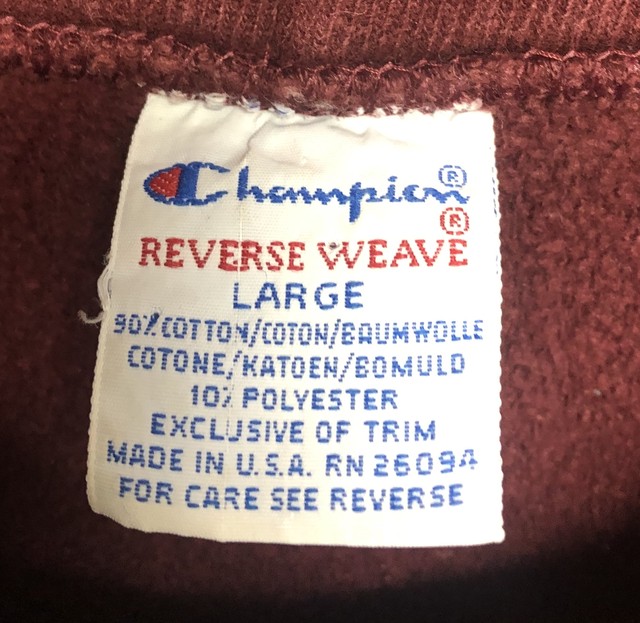 Champion®
®
REVERSE WEAVE
LARGE
90% COTTON/COTON/BAUMWOLLE
COTONE/KATOEN/BOMULD
10% POLYESTER
EXCLUSIVE OF TRIM
MADE IN U.S.A. RN 26094
FOR CARE SEE REVERSE